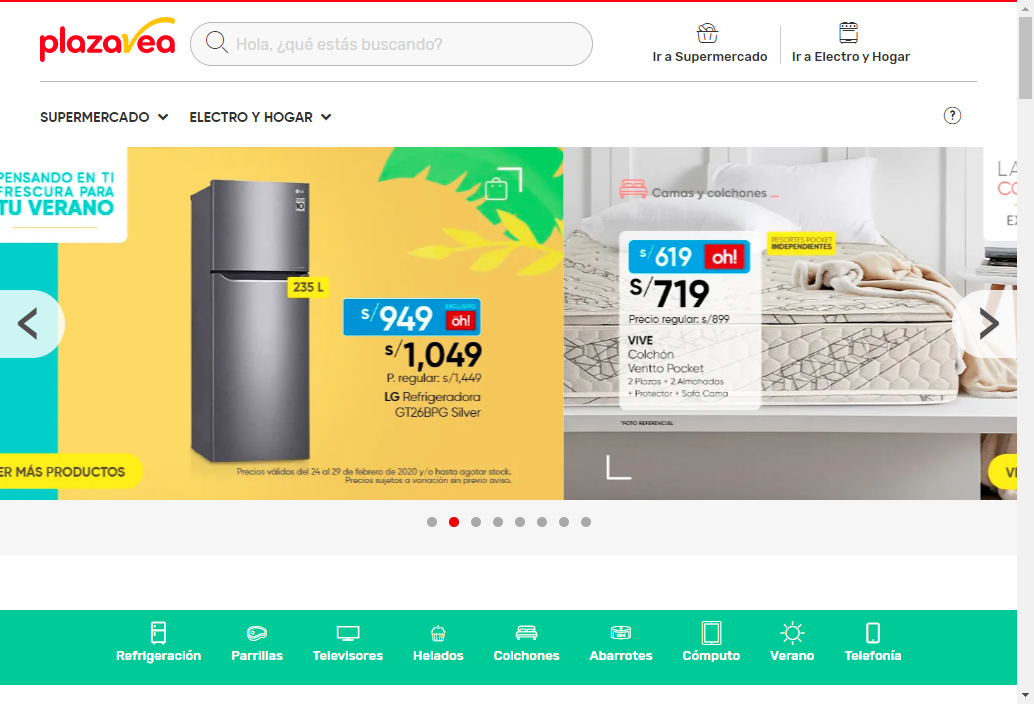 plazavea
Hola, ¿qué estás buscando?
Ir a Supermercado
Ir a Electro y Hogar
SUPERMERCADO
ELECTRO Y HOGAR
?
PENSANDO EN TI
FRESCURA PARA
TU VERANO
ER MÁS PRODUCTOS
LG
235 L
S/949 EXCLUSIVO oh!
S/1,049
P. regular: s/1,449
LG Refrigeradora
GT26BPG Silver
Precios válidos del 24 al 29 de febrero de 2020 y/o hasta agotar stock.
Precios sujetos a variación sin previo aviso.
Camas y colchones
RESORTES POCKET
INDEPENDIENTES
S/619 oh!
S/719
Precio regular: s/899
VIVE
Colchón
Ventto Pocket
2 Plazas + 2 Almohadas
+ Protector + Sofá Cama
*FOTO REFERENCIAL
LA
CO
EX
VE
Refrigeración
Parrillas
Televisores
Helados
Colchones
Abarrotes
Cómputo
Verano
Telefonía